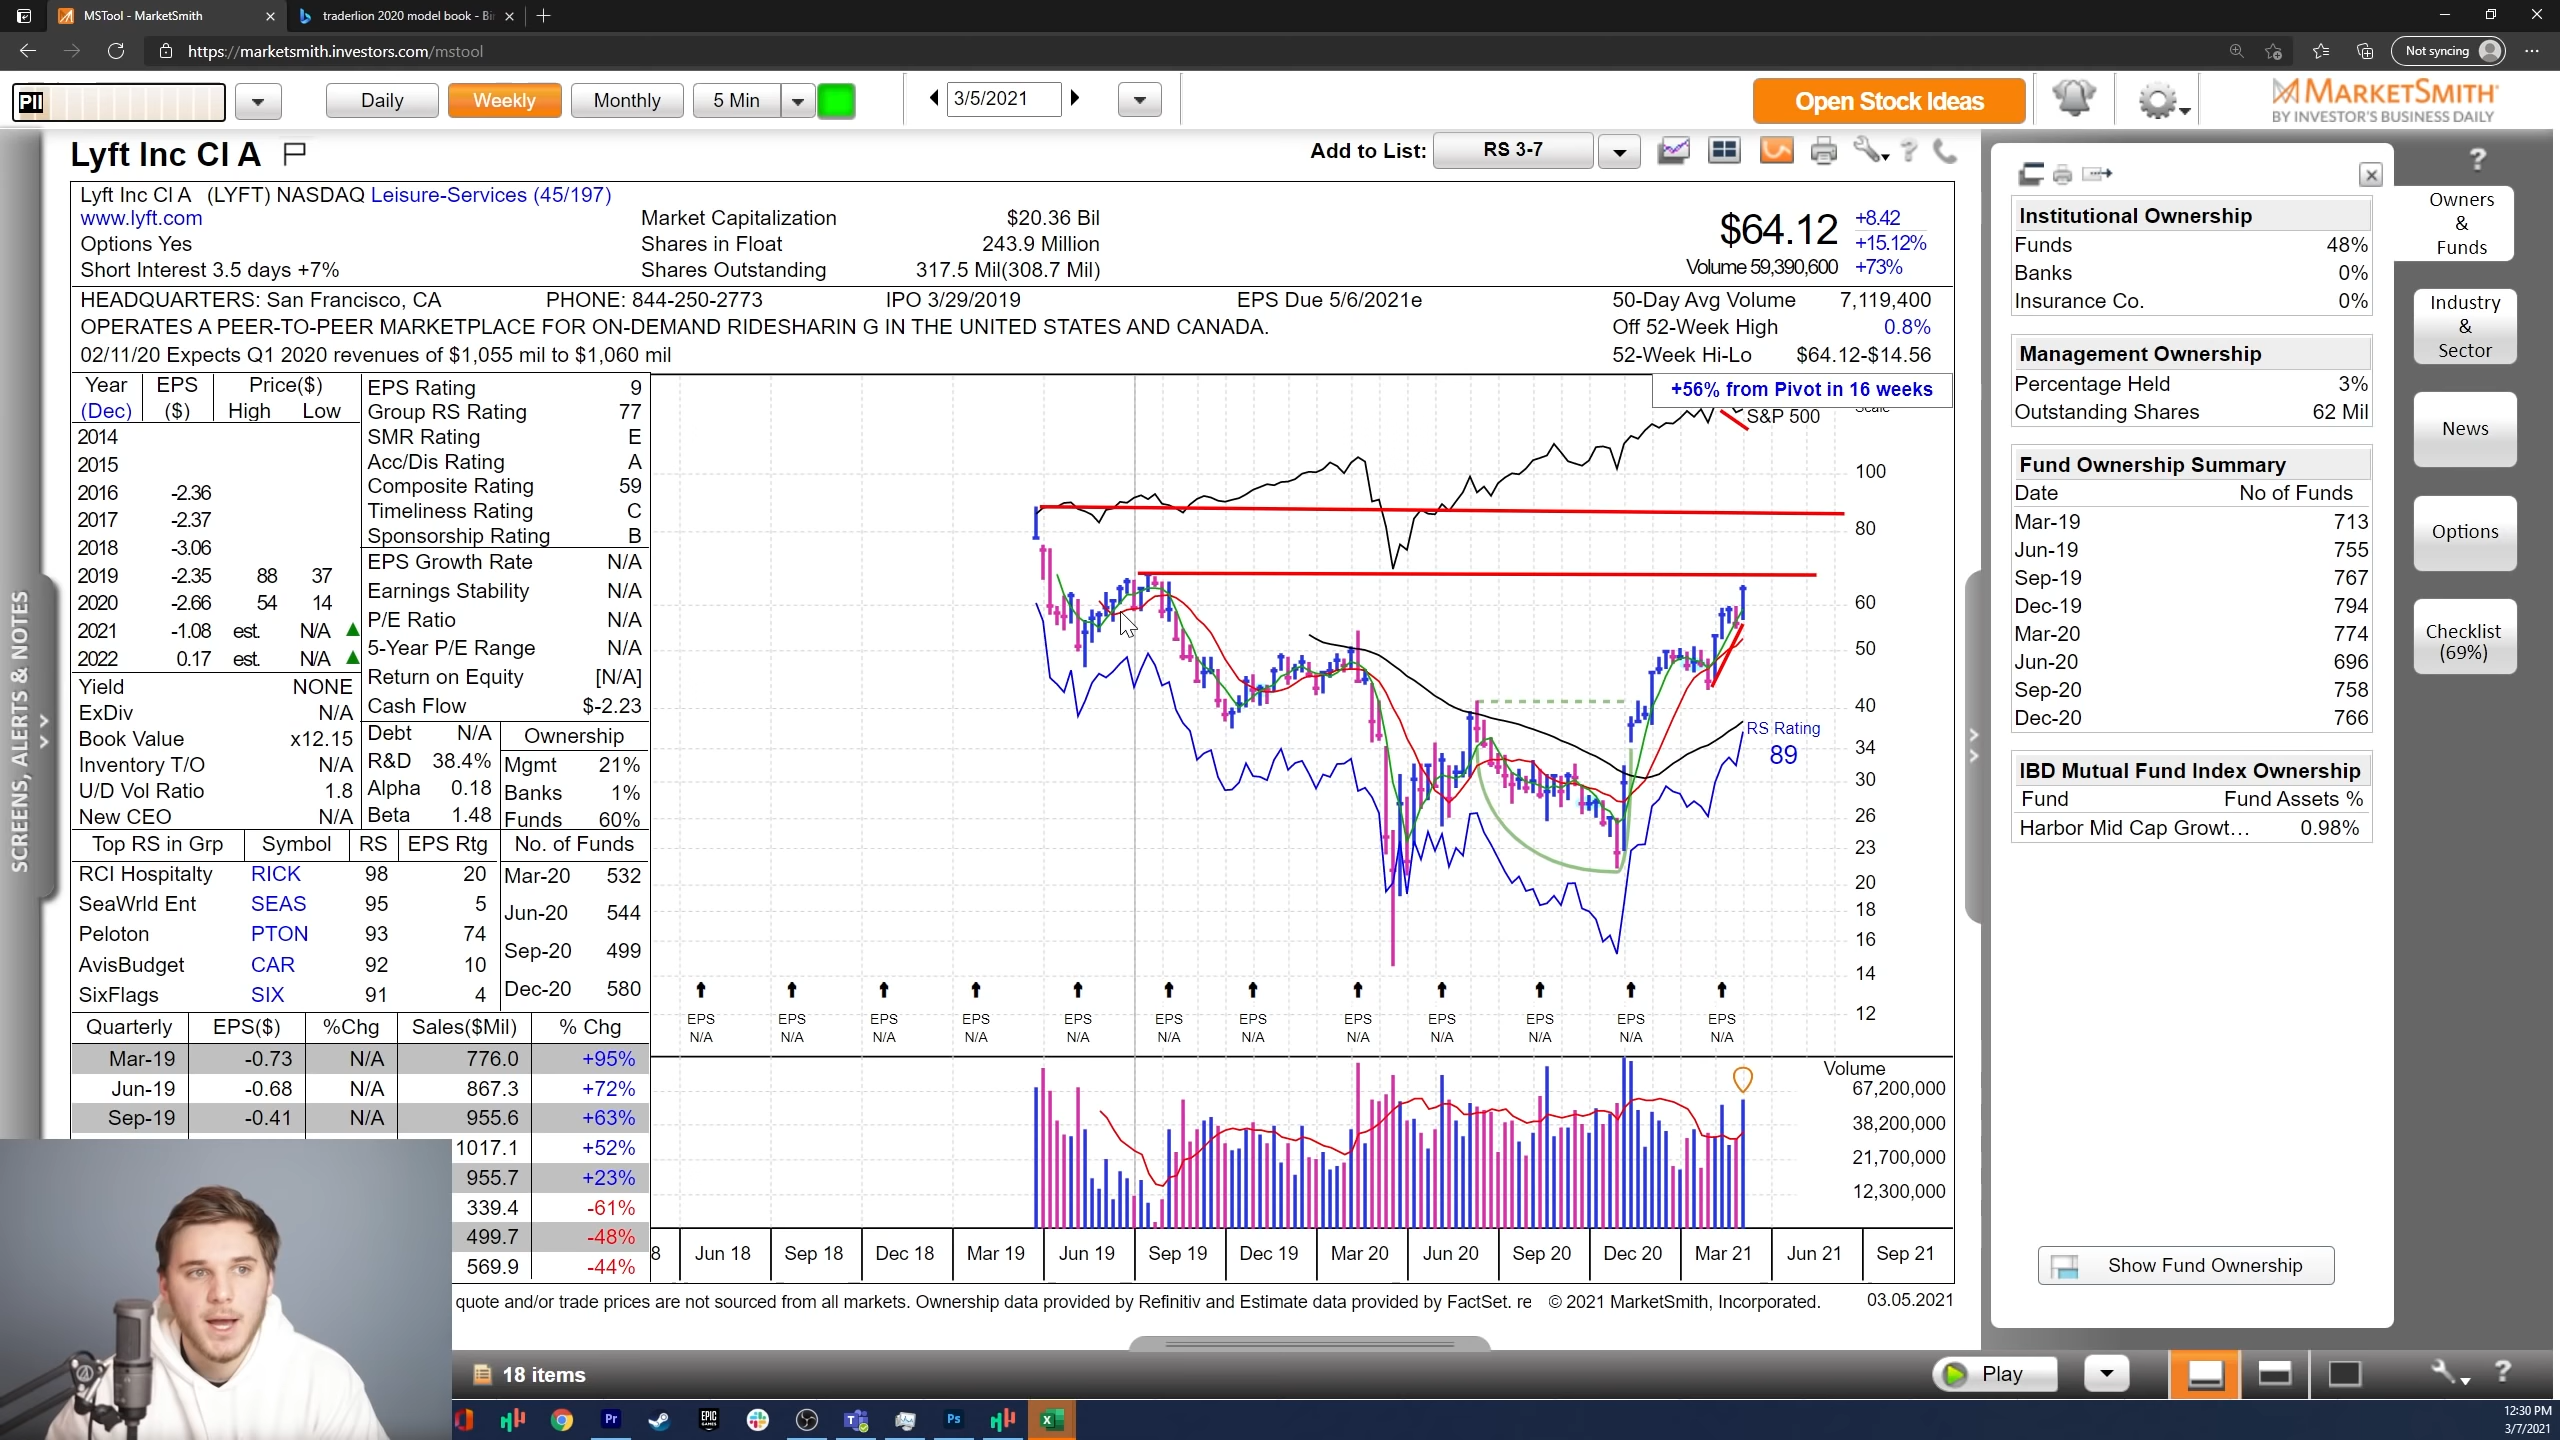 MSTool - MarketSmith
traderlion 2020 model book - Bi
https://marketsmith.investors.com/mstool
Not syncing
PII
Daily
Weekly
Monthly
5 Min
3/5/2021
Open Stock Ideas
MARKETSMITH
BY INVESTOR'S BUSINESS DAILY
Lyft Inc Cl A
Add to List:
RS 3-7
Lyft Inc Cl A (LYFT) NASDAQ Leisure-Services (45/197)
www.lyft.com
Options Yes
Short Interest 3.5 days +7%
Market Capitalization $20.36 Bil
Shares in Float 243.9 Million
Shares Outstanding 317.5 Mil(308.7 Mil)
$64.12 +8.42
+15.12%
Volume 59,390,600 +73%
HEADQUARTERS: San Francisco, CA PHONE: 844-250-2773 IPO 3/29/2019 EPS Due 5/6/2021e
OPERATES A PEER-TO-PEER MARKETPLACE FOR ON-DEMAND RIDESHARIN G IN THE UNITED STATES AND CANADA.
02/11/20 Expects Q1 2020 revenues of $1,055 mil to $1,060 mil
50-Day Avg Volume 7,119,400
Off 52-Week High 0.8%
52-Week Hi-Lo $64.12-$14.56
Year EPS Price($)
(Dec) ($) High Low
2014
2015
2016 -2.36
2017 -2.37
2018 -3.06
2019 -2.35 88 37
2020 -2.66 54 14
2021 -1.08 est. N/A
2022 0.17 est. N/A
Yield NONE
ExDiv N/A
Book Value x12.15
Inventory T/O N/A
U/D Vol Ratio 1.8
New CEO N/A
EPS Rating 9
Group RS Rating 77
SMR Rating E
Acc/Dis Rating A
Composite Rating 59
Timeliness Rating C
Sponsorship Rating B
EPS Growth Rate N/A
Earnings Stability N/A
P/E Ratio N/A
5-Year P/E Range N/A
Return on Equity [N/A]
Cash Flow $-2.23
Debt N/A
R&D 38.4%
Alpha 0.18
Beta 1.48
Ownership
Mgmt 21%
Banks 1%
Funds 60%
Top RS in Grp Symbol RS EPS Rtg
RCI Hospitalty RICK 98 20
SeaWrld Ent SEAS 95 5
Peloton PTON 93 74
AvisBudget CAR 92 10
SixFlags SIX 91 4
No. of Funds
Mar-20 532
Jun-20 544
Sep-20 499
Dec-20 580
Quarterly EPS($) %Chg Sales($Mil) % Chg
Mar-19 -0.73 N/A 776.0 +95%
Jun-19 -0.68 N/A 867.3 +72%
Sep-19 -0.41 N/A 955.6 +63%
1017.1 +52%
955.7 +23%
339.4 -61%
499.7 -48%
569.9 -44%
+56% from Pivot in 16 weeks
S&P 500
100
80
60
50
40
RS Rating
89
34
30
26
23
20
18
16
14
12
EPS EPS EPS EPS EPS EPS EPS EPS EPS EPS EPS EPS
N/A N/A N/A N/A N/A N/A N/A N/A N/A N/A N/A N/A
Volume
67,200,000
38,200,000
21,700,000
12,300,000
8 Jun 18 Sep 18 Dec 18 Mar 19 Jun 19 Sep 19 Dec 19 Mar 20 Jun 20 Sep 20 Dec 20 Mar 21 Jun 21 Sep 21
quote and/or trade prices are not sourced from all markets. Ownership data provided by Refinitiv and Estimate data provided by FactSet. re © 2021 MarketSmith, Incorporated. 03.05.2021
SCREENS, ALERTS & NOTES
Institutional Ownership
Funds 48%
Banks 0%
Insurance Co. 0%
Management Ownership
Percentage Held 3%
Outstanding Shares 62 Mil
Fund Ownership Summary
Date No of Funds
Mar-19 713
Jun-19 755
Sep-19 767
Dec-19 794
Mar-20 774
Jun-20 696
Sep-20 758
Dec-20 766
IBD Mutual Fund Index Ownership
Fund Fund Assets %
Harbor Mid Cap Growt... 0.98%
Show Fund Ownership
Owners
&
Funds
Industry
&
Sector
News
Options
Checklist
(69%)
18 items
Play
Pr
EPIC
GAMES
Ps
12:30 PM
3/7/2021